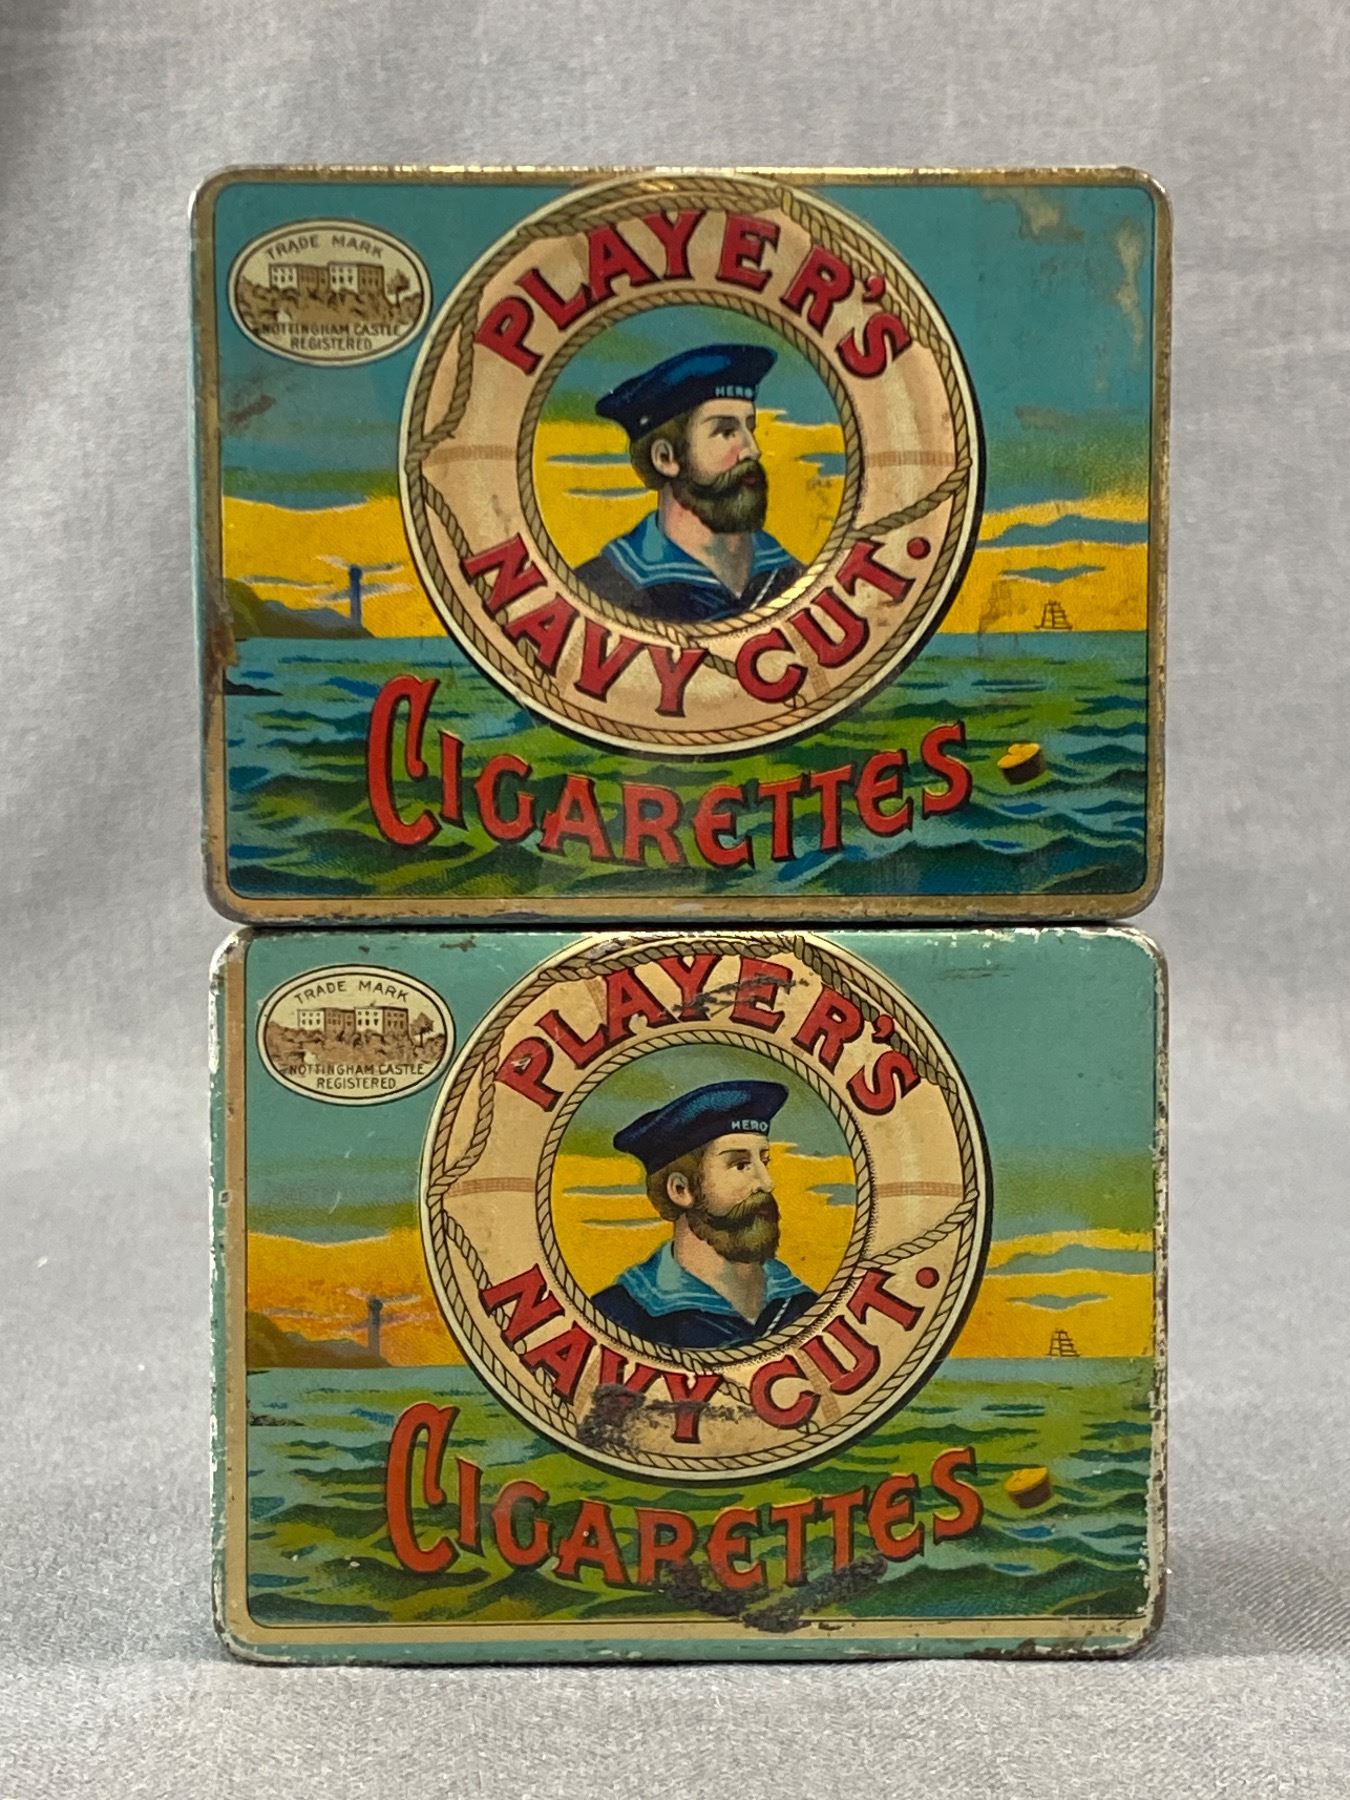 TRADE MARK
NOTTINGHAM CASTLE
REGISTERED
PLAYER'S
HERO
NAVY CUT.
CIGARETTES
TRADE MARK
NOTTINGHAM CASTLE
REGISTERED
PLAYER'S
HERO
NAVY CUT.
CIGARETTES